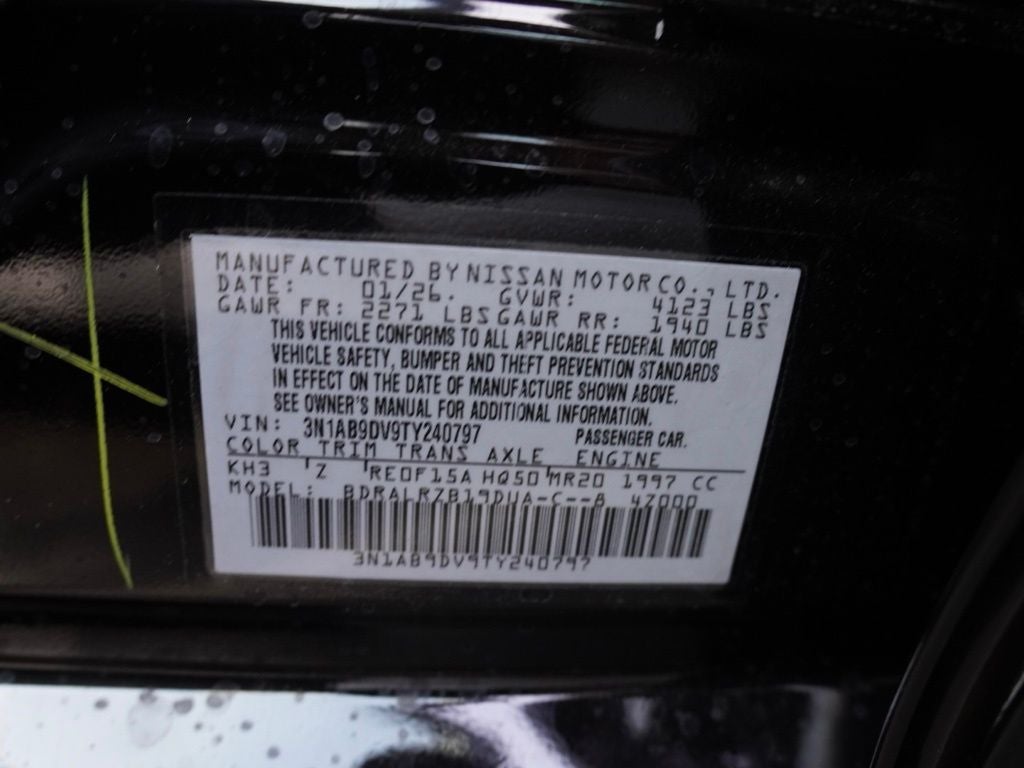 MANUFACTURED BY NISSAN MOTOR CO., LTD.
DATE: 01/26. GVWR: 4123 LBS
GAWR FR: 2271 LBS GAWR RR: 1940 LBS
THIS VEHICLE CONFORMS TO ALL APPLICABLE FEDERAL MOTOR
VEHICLE SAFETY, BUMPER AND THEFT PREVENTION STANDARDS
IN EFFECT ON THE DATE OF MANUFACTURE SHOWN ABOVE.
SEE OWNER'S MANUAL FOR ADDITIONAL INFORMATION.
VIN: 3N1AB9DV9TY240797 PASSENGER CAR.
COLOR TRIM TRANS AXLE ENGINE
KH3 Z RE0F15A HQ50 MR20 1997 CC
MODEL: BDRALRZB19DUA-C--B 4Z000
3N1AB9DV9TY240797